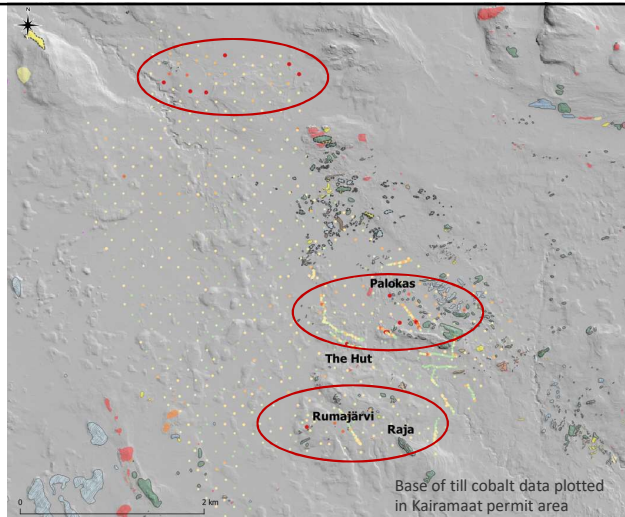 N
Palokas
The Hut
Rumajärvi
Raja
Base of till cobalt data plotted
in Kairamaat permit area
0 2 km